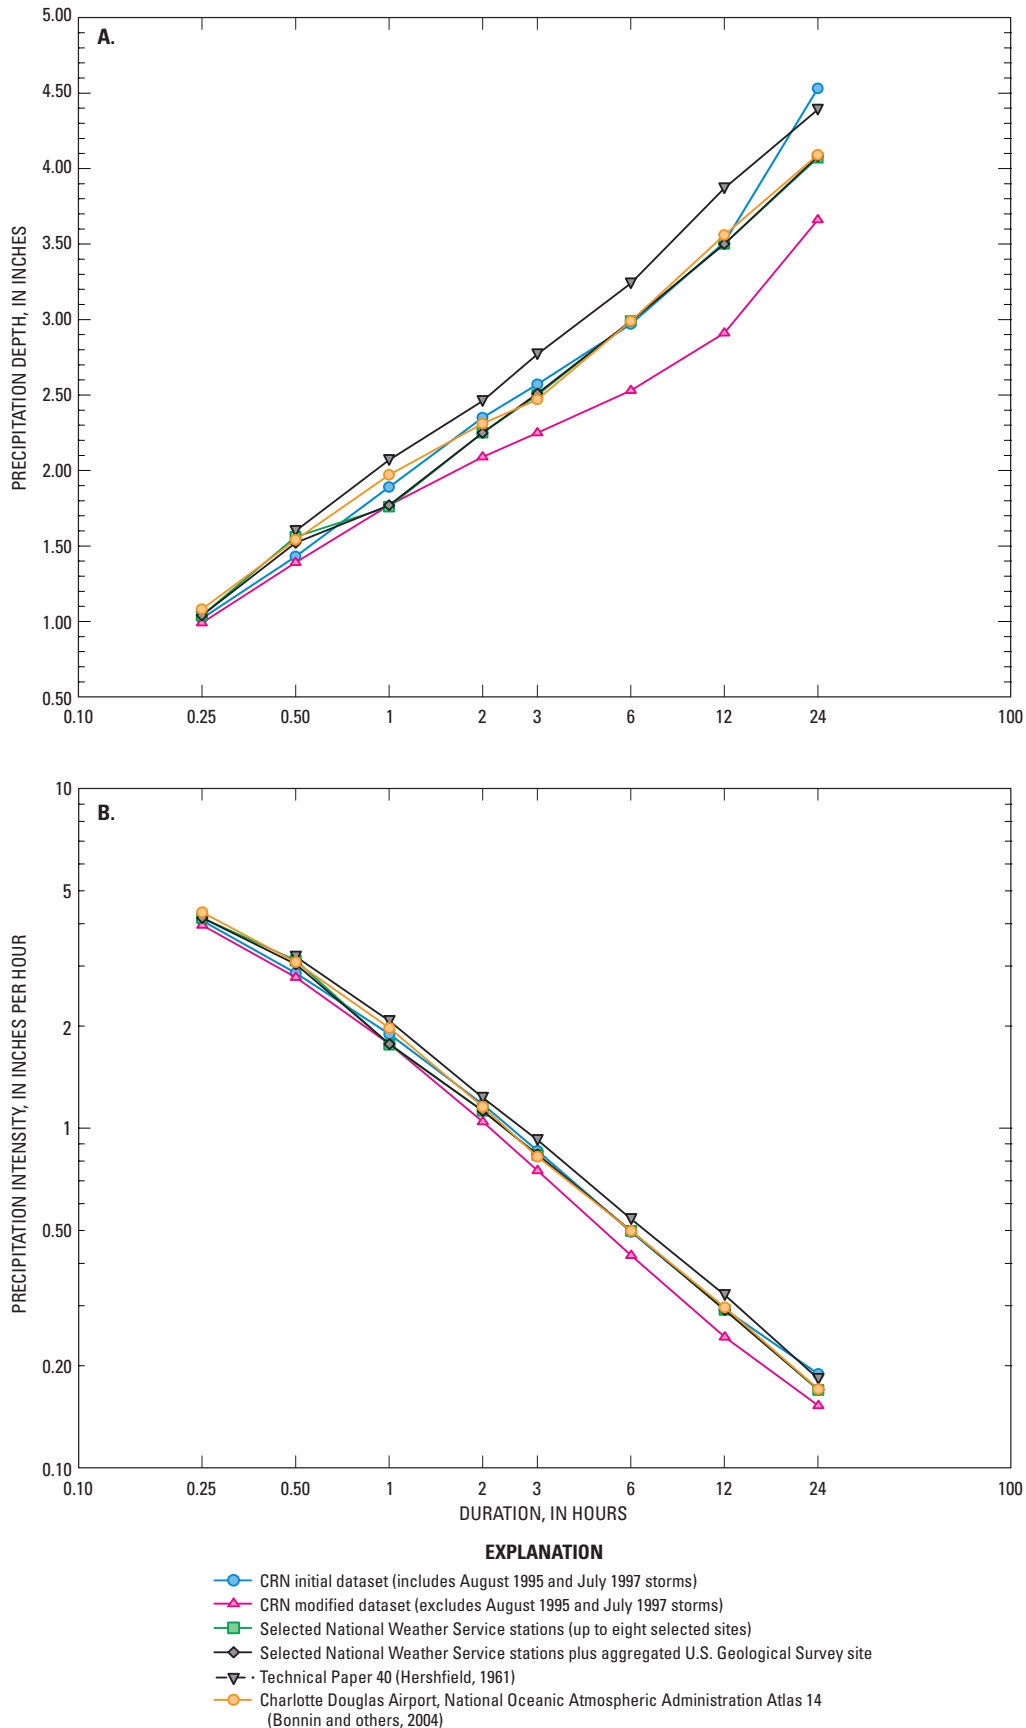 A.
PRECIPITATION DEPTH, IN INCHES
5.00
4.50
4.00
3.50
3.00
2.50
2.00
1.50
1.00
0.50
0.10 0.25 0.50 1 2 3 6 12 24 100
B.
PRECIPITATION INTENSITY, IN INCHES PER HOUR
10
5
2
1
0.50
0.20
0.10
0.10 0.25 0.50 1 2 3 6 12 24 100
DURATION, IN HOURS
EXPLANATION
CRN initial dataset (includes August 1995 and July 1997 storms)
CRN modified dataset (excludes August 1995 and July 1997 storms)
Selected National Weather Service stations (up to eight selected sites)
Selected National Weather Service stations plus aggregated U.S. Geological Survey site
Technical Paper 40 (Hershfield, 1961)
Charlotte Douglas Airport, National Oceanic Atmospheric Administration Atlas 14
(Bonnin and others, 2004)